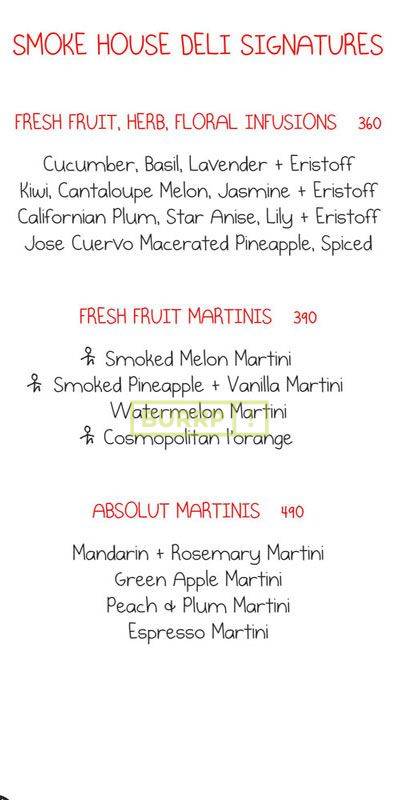 SMOKE HOUSE DELI SIGNATURES
FRESH FRUIT, HERB, FLORAL INFUSIONS 360
Cucumber, Basil, Lavender + Eristoff
Kiwi, Cantaloupe Melon, Jasmine + Eristoff
Californian Plum, Star Anise, Lily + Eristoff
Jose Cuervo Macerated Pineapple, Spiced
FRESH FRUIT MARTINIS 390
Smoked Melon Martini
Smoked Pineapple + Vanilla Martini
Watermelon Martini
BURRP!
Cosmopolitan l'orange
ABSOLUT MARTINIS 490
Mandarin + Rosemary Martini
Green Apple Martini
Peach & Plum Martini
Espresso Martini